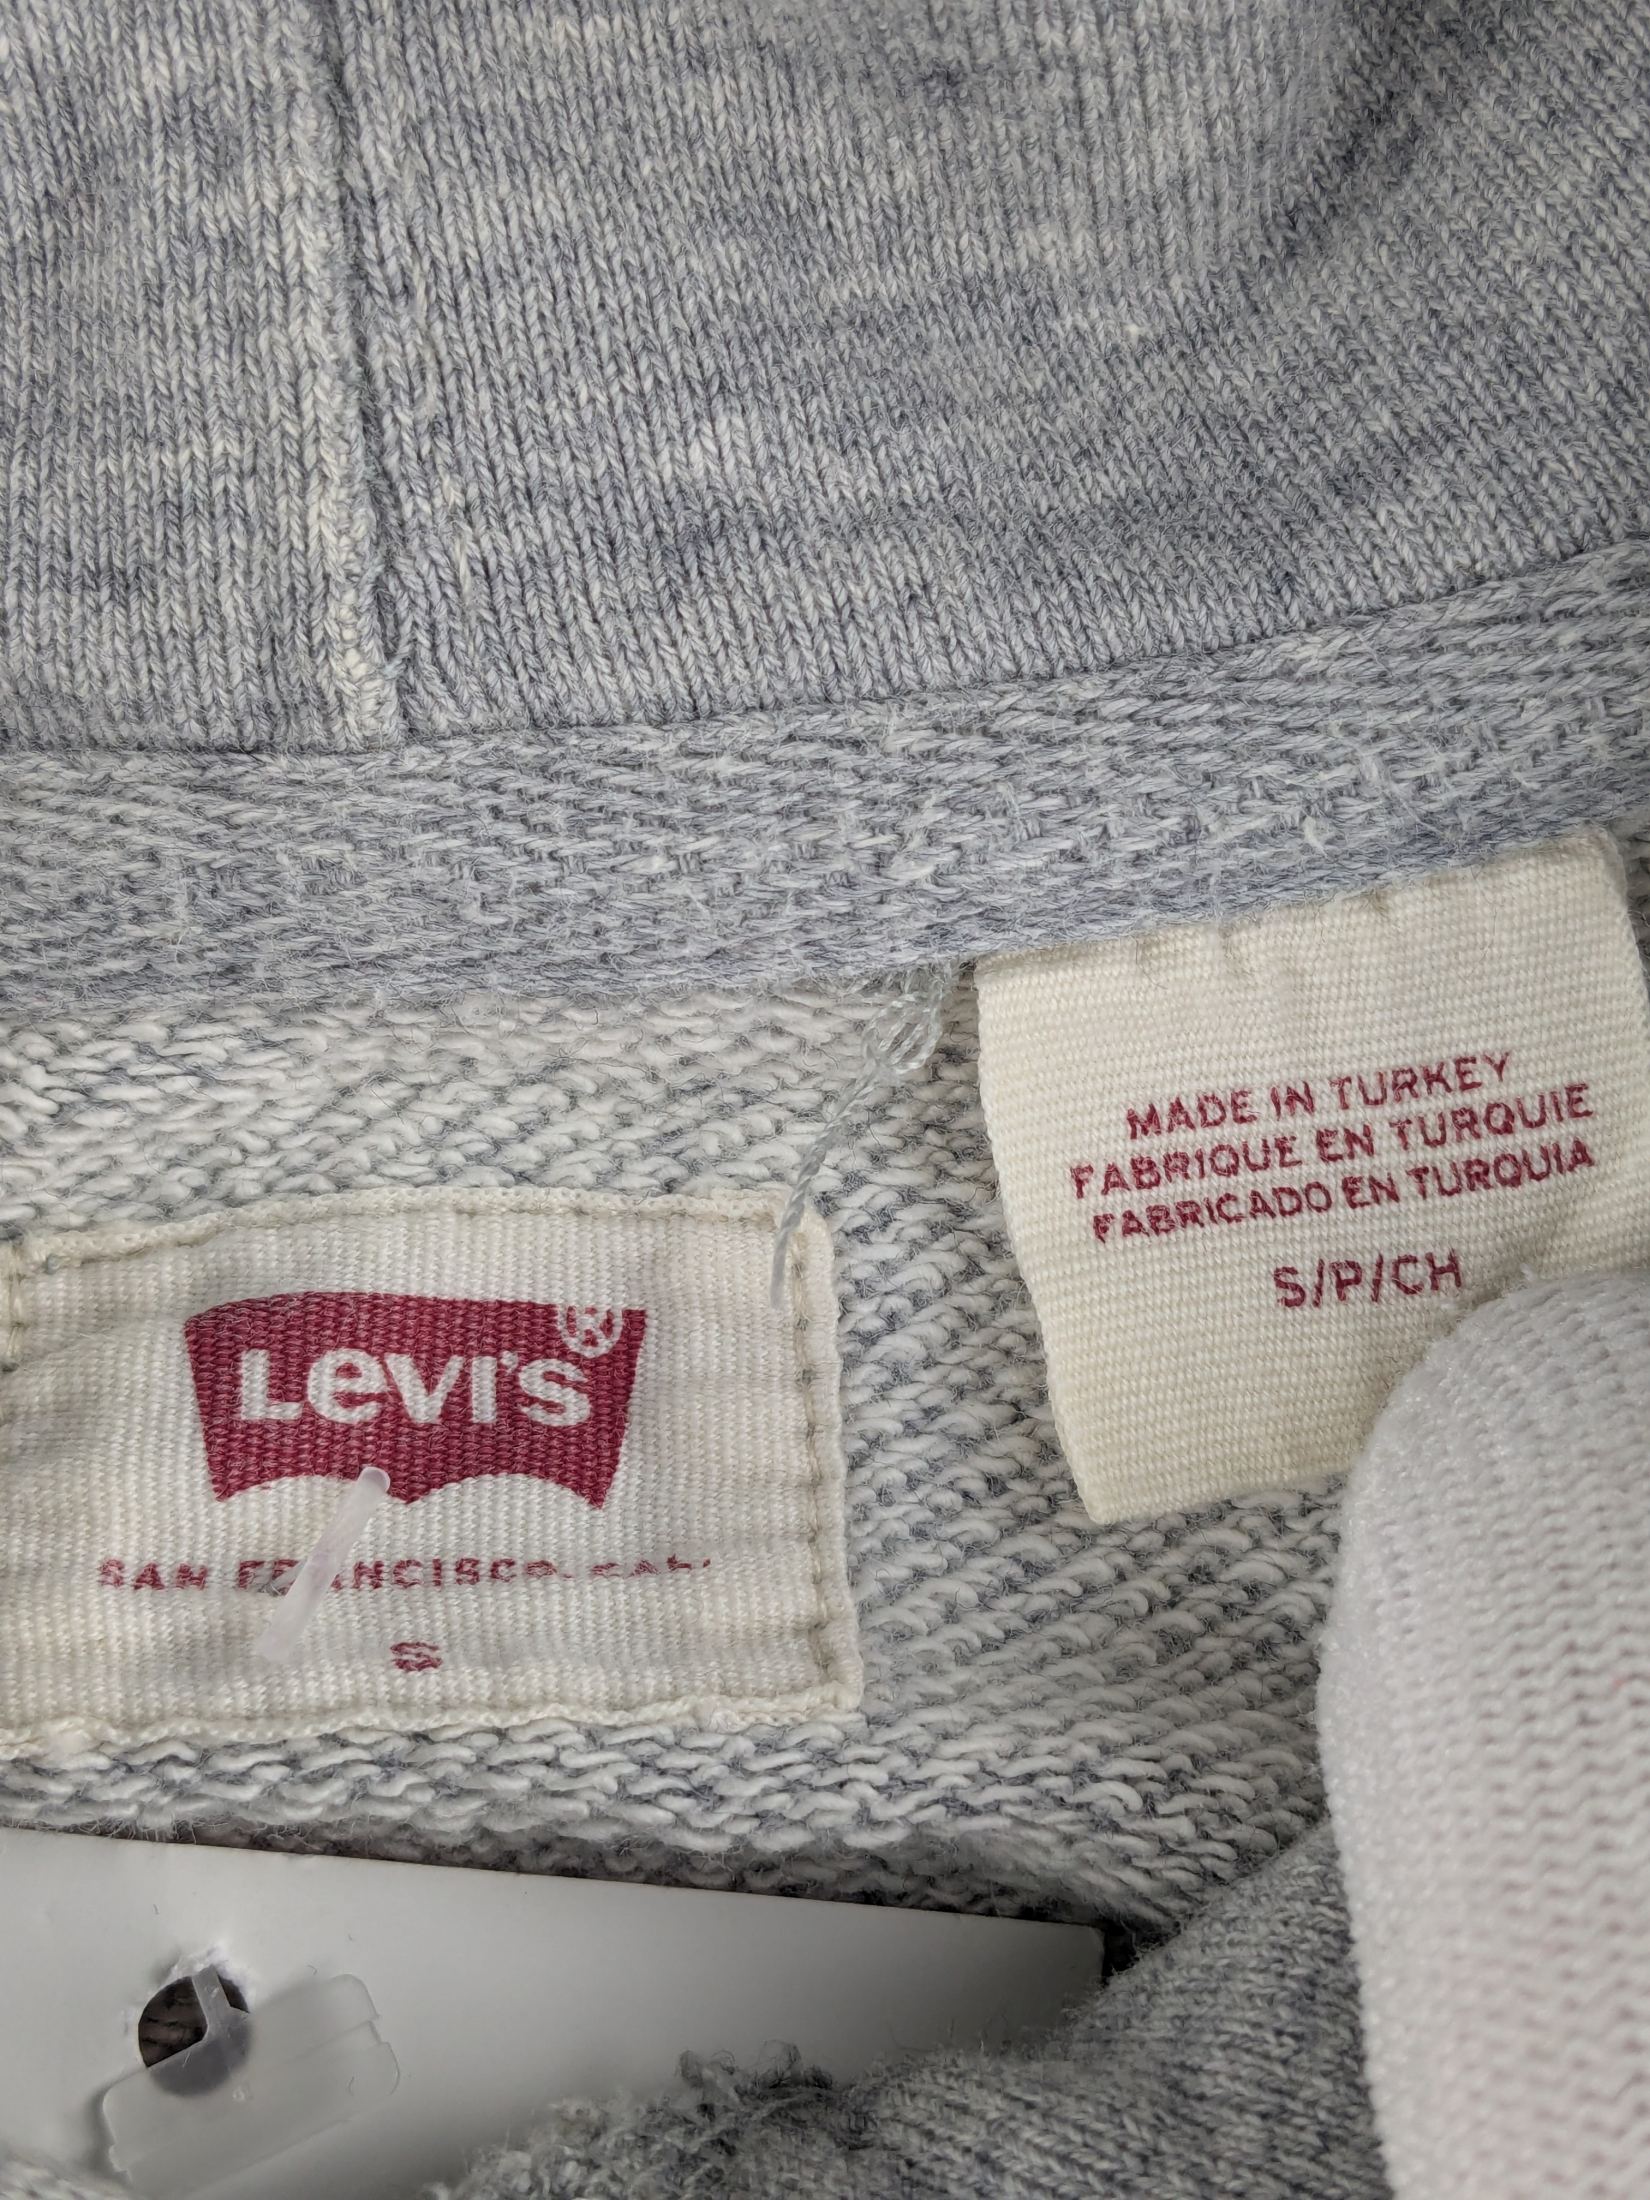 Levi's®
SAN FRANCISCO, CAL.
S
MADE IN TURKEY
FABRIQUE EN TURQUIE
FABRICADO EN TURQUIA
S/P/CH